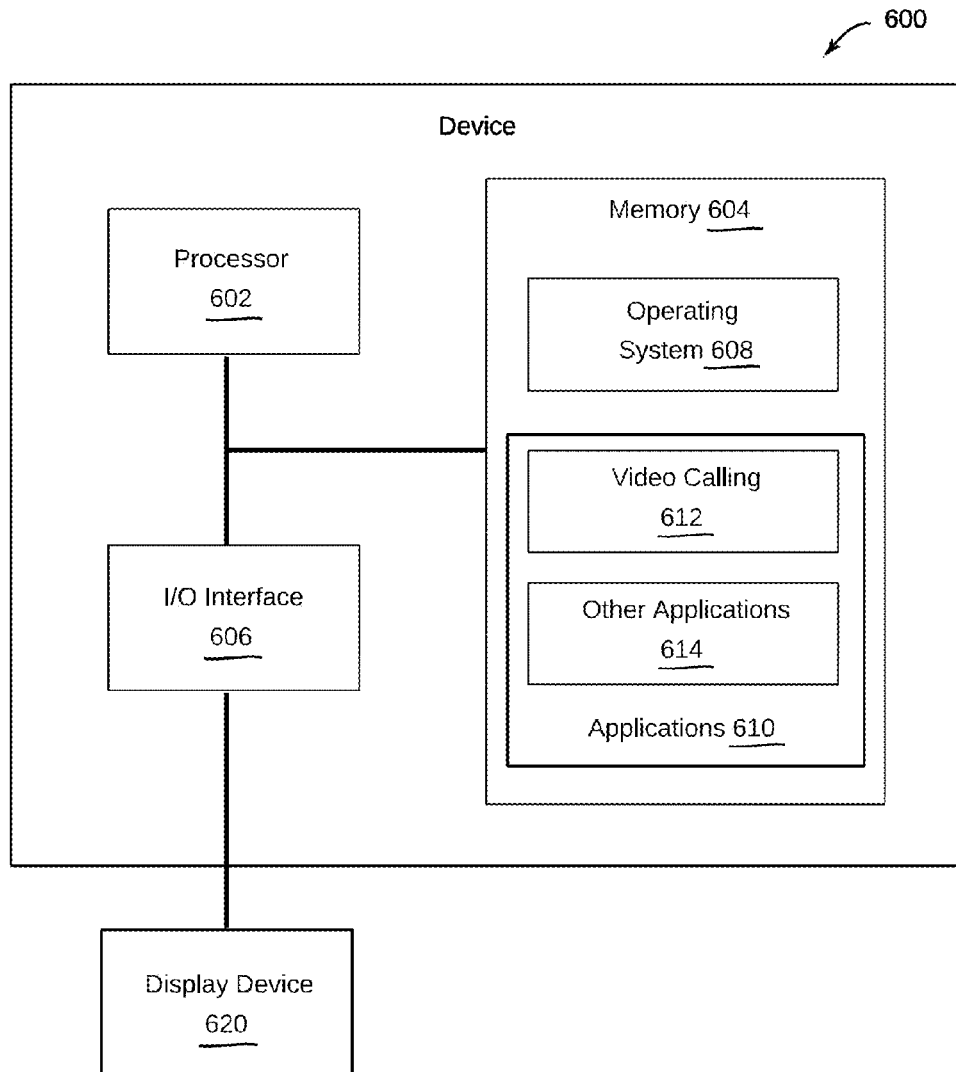 600
Device
Processor
602
Memory 604
Operating
System 608
Video Calling
612
Other Applications
614
Applications 610
I/O Interface
606
Display Device
620